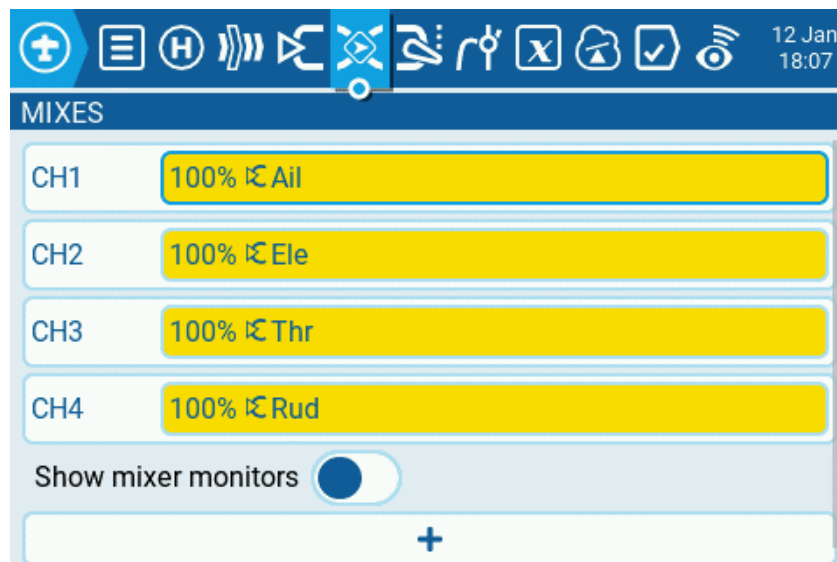 12 Jan
18:07
MIXES
CH1 100% Ail
CH2 100% Ele
CH3 100% Thr
CH4 100% Rud
Show mixer monitors
+